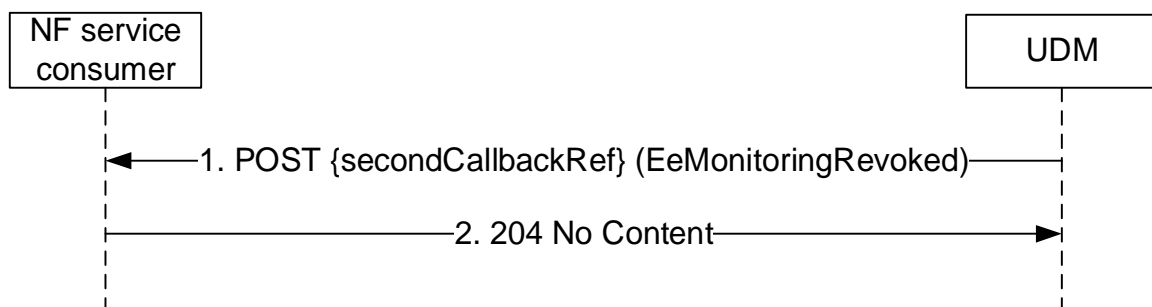 NF service
consumer
UDM
1. POST {secondCallbackRef} (EeMonitoringRevoked)
2. 204 No Content